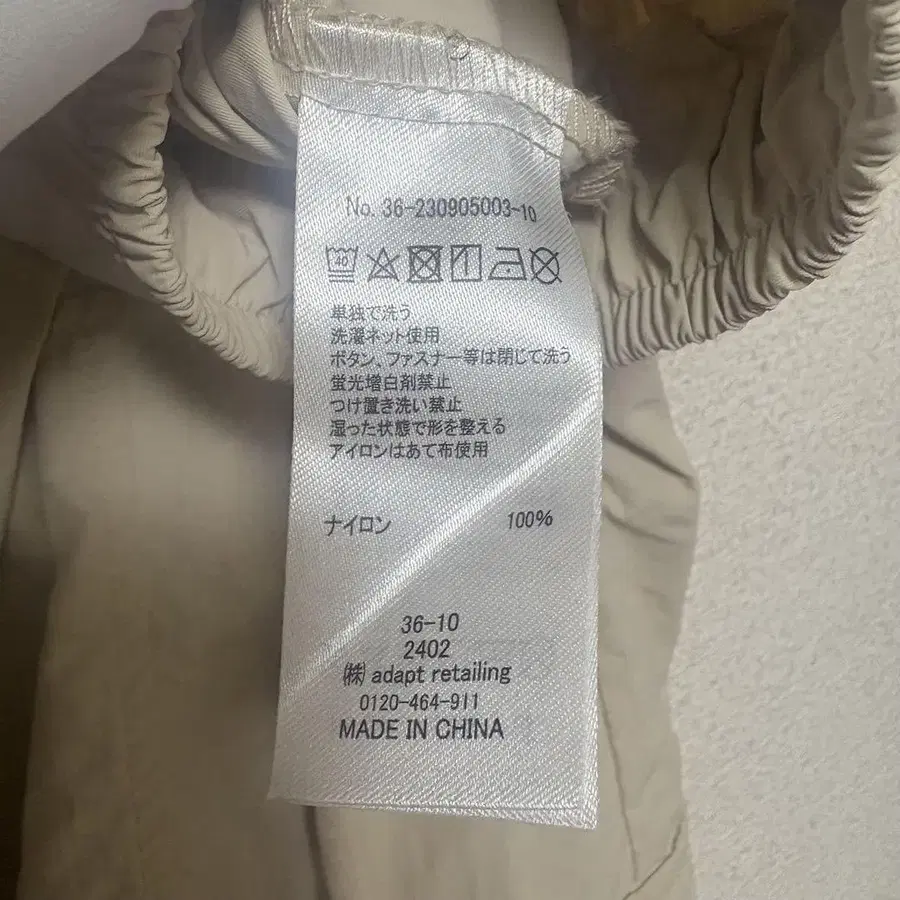 No. 36-230905003-10
40
単独で洗う
洗濯ネット使用
ボタン、ファスナー等は閉じて洗う
蛍光増白剤禁止
つけ置き洗い禁止
湿った状態で形を整える
アイロンはあて布使用
ナイロン 100%
36-10
2402
㈱ adapt retailing
0120-464-911
MADE IN CHINA